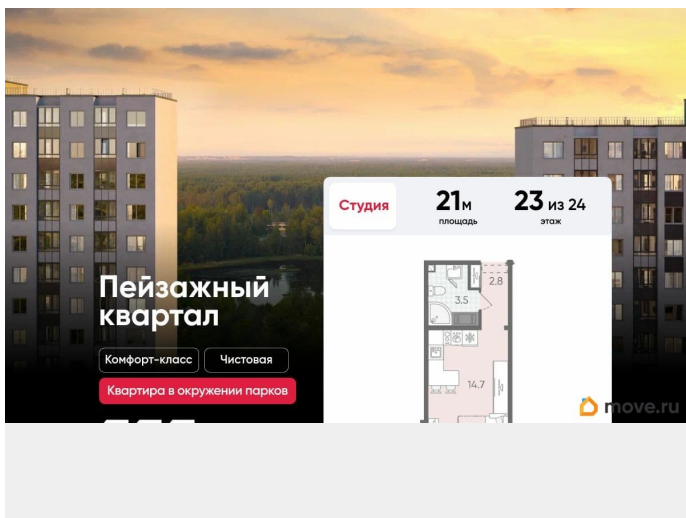 Студия
21м
площадь
23 из 24
этаж
2.8
3.5
14.7
Пейзажный
квартал
Комфорт-класс
Чистовая
Квартира в окружении парков
move.ru